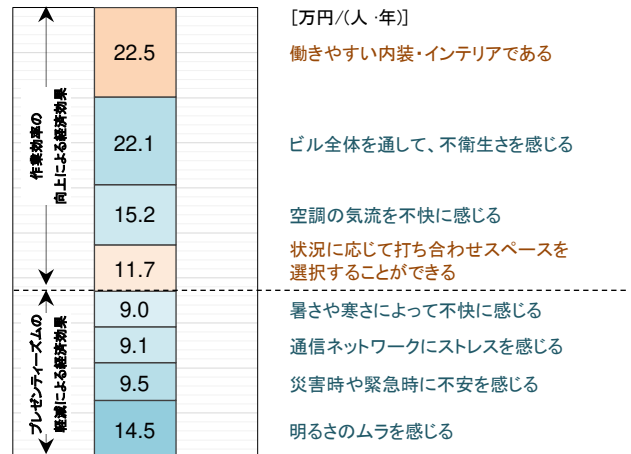 [万円/(人・年)]
作業効率の
向上による経済効果
22.5
働きやすい内装・インテリアである
22.1
ビル全体を通して、不衛生さを感じる
15.2
空調の気流を不快に感じる
11.7
状況に応じて打ち合わせスペースを
選択することができる
プレゼンティーズムの
軽減による経済効果
9.0
暑さや寒さによって不快に感じる
9.1
通信ネットワークにストレスを感じる
9.5
災害時や緊急時に不安を感じる
14.5
明るさのムラを感じる